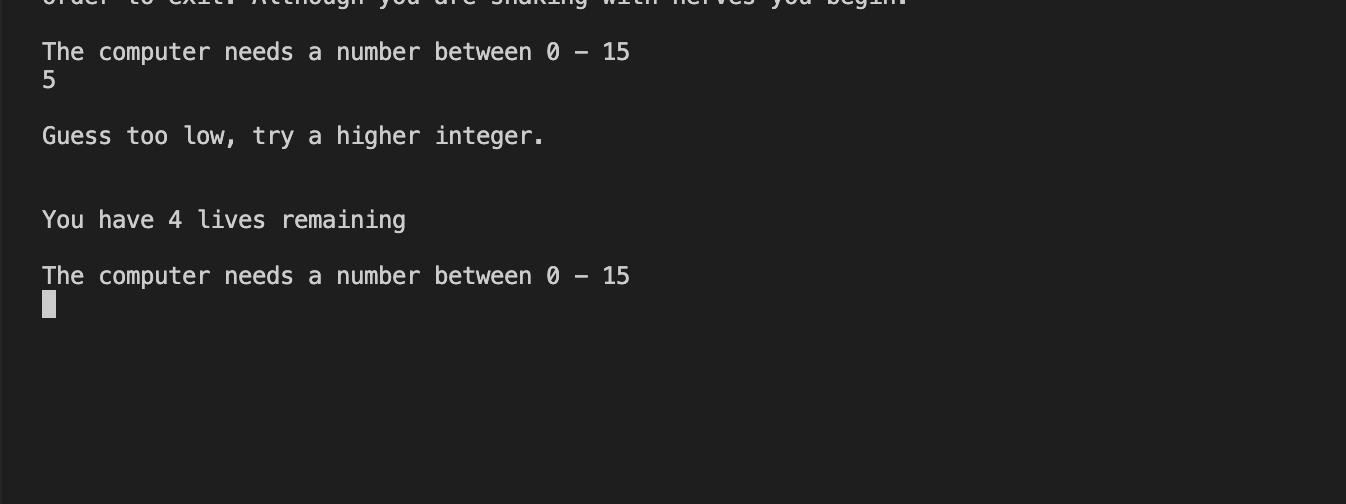 order to exit. Although you are shaking with nerves you begin.
The computer needs a number between 0 - 15
5
Guess too low, try a higher integer.
You have 4 lives remaining
The computer needs a number between 0 - 15